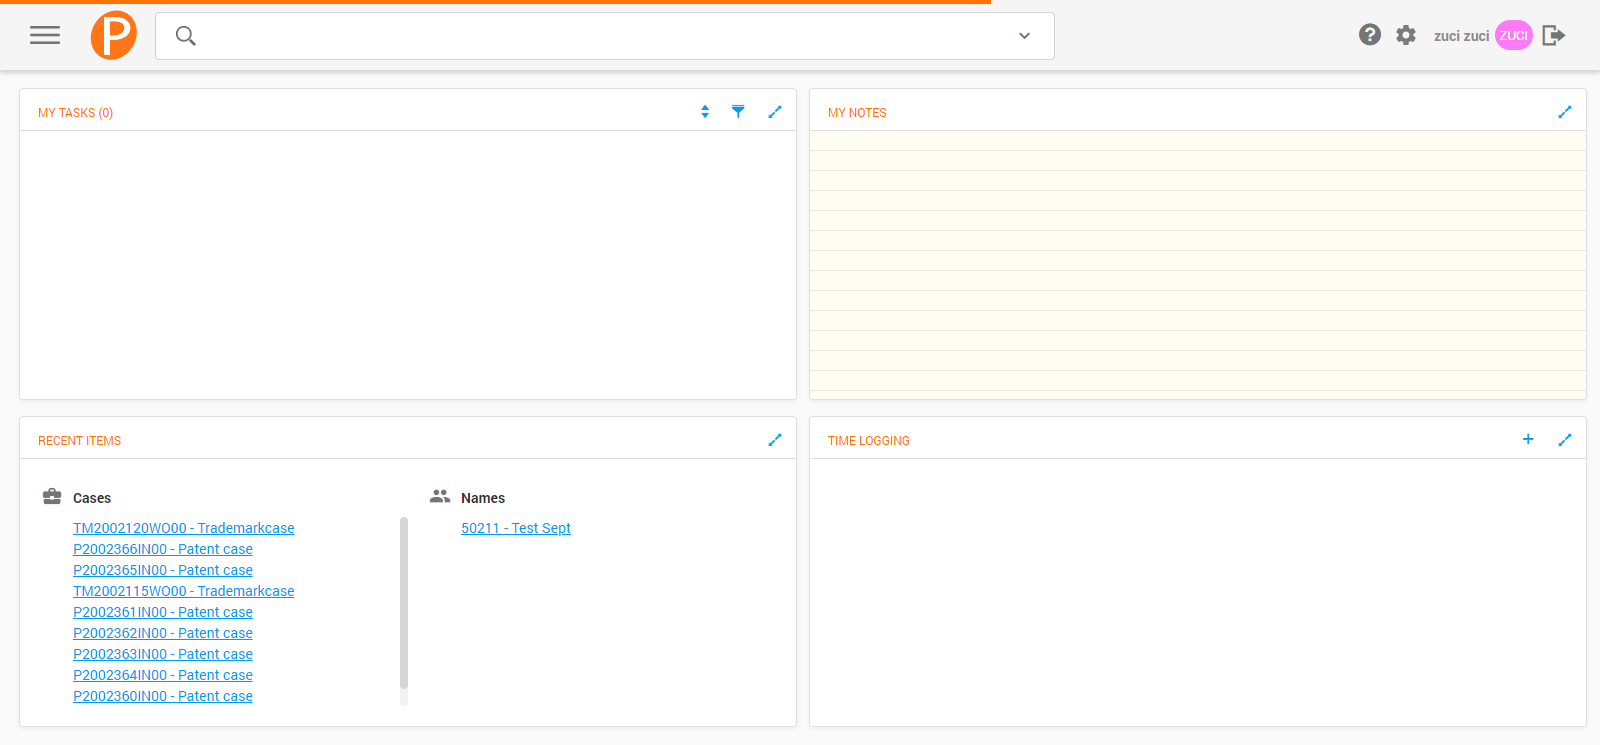 P
zuci zuci ZUCI
MY TASKS (0)
MY NOTES
RECENT ITEMS
Cases
TM2002120WO00 - Trademarkcase
P2002366IN00 - Patent case
P2002365IN00 - Patent case
TM2002115WO00 - Trademarkcase
P2002361IN00 - Patent case
P2002362IN00 - Patent case
P2002363IN00 - Patent case
P2002364IN00 - Patent case
P2002360IN00 - Patent case
Names
50211 - Test Sept
TIME LOGGING